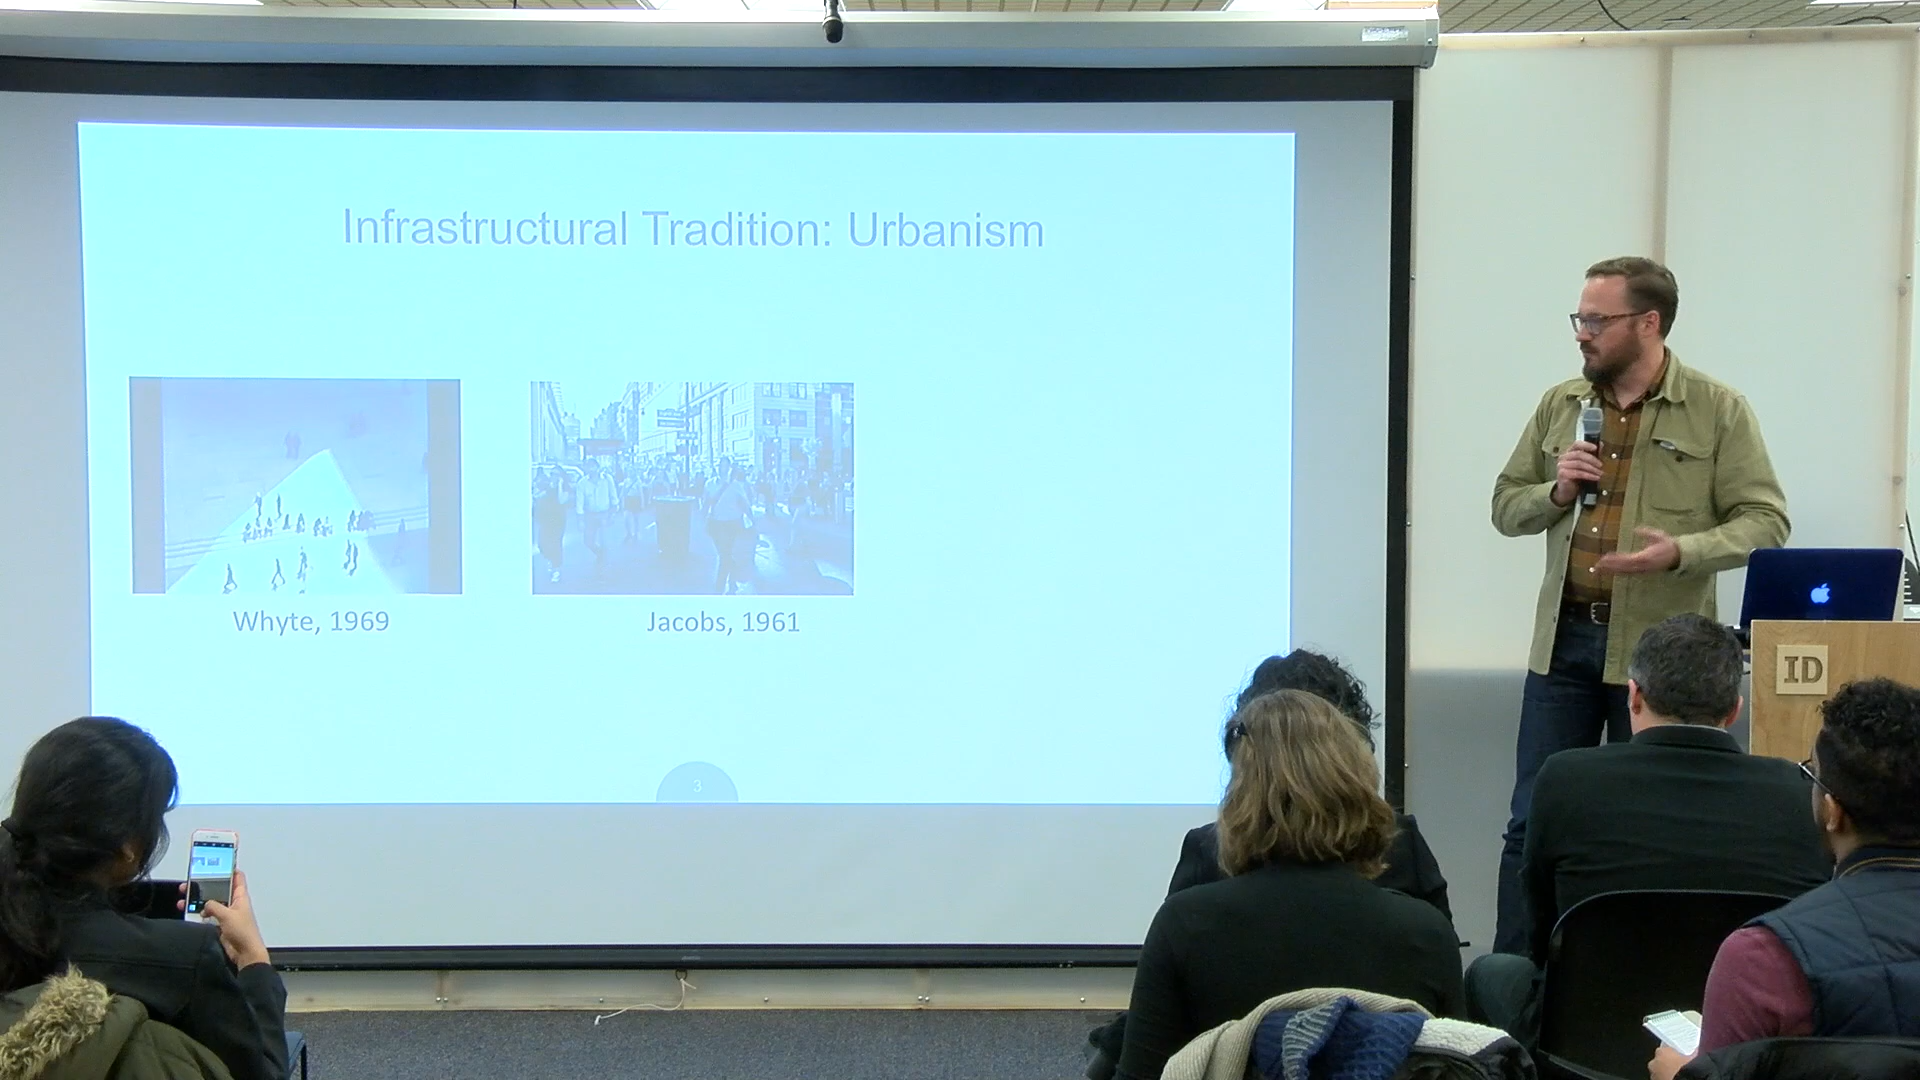 Infrastructural Tradition: Urbanism
Whyte, 1969
Jacobs, 1961
3
ID